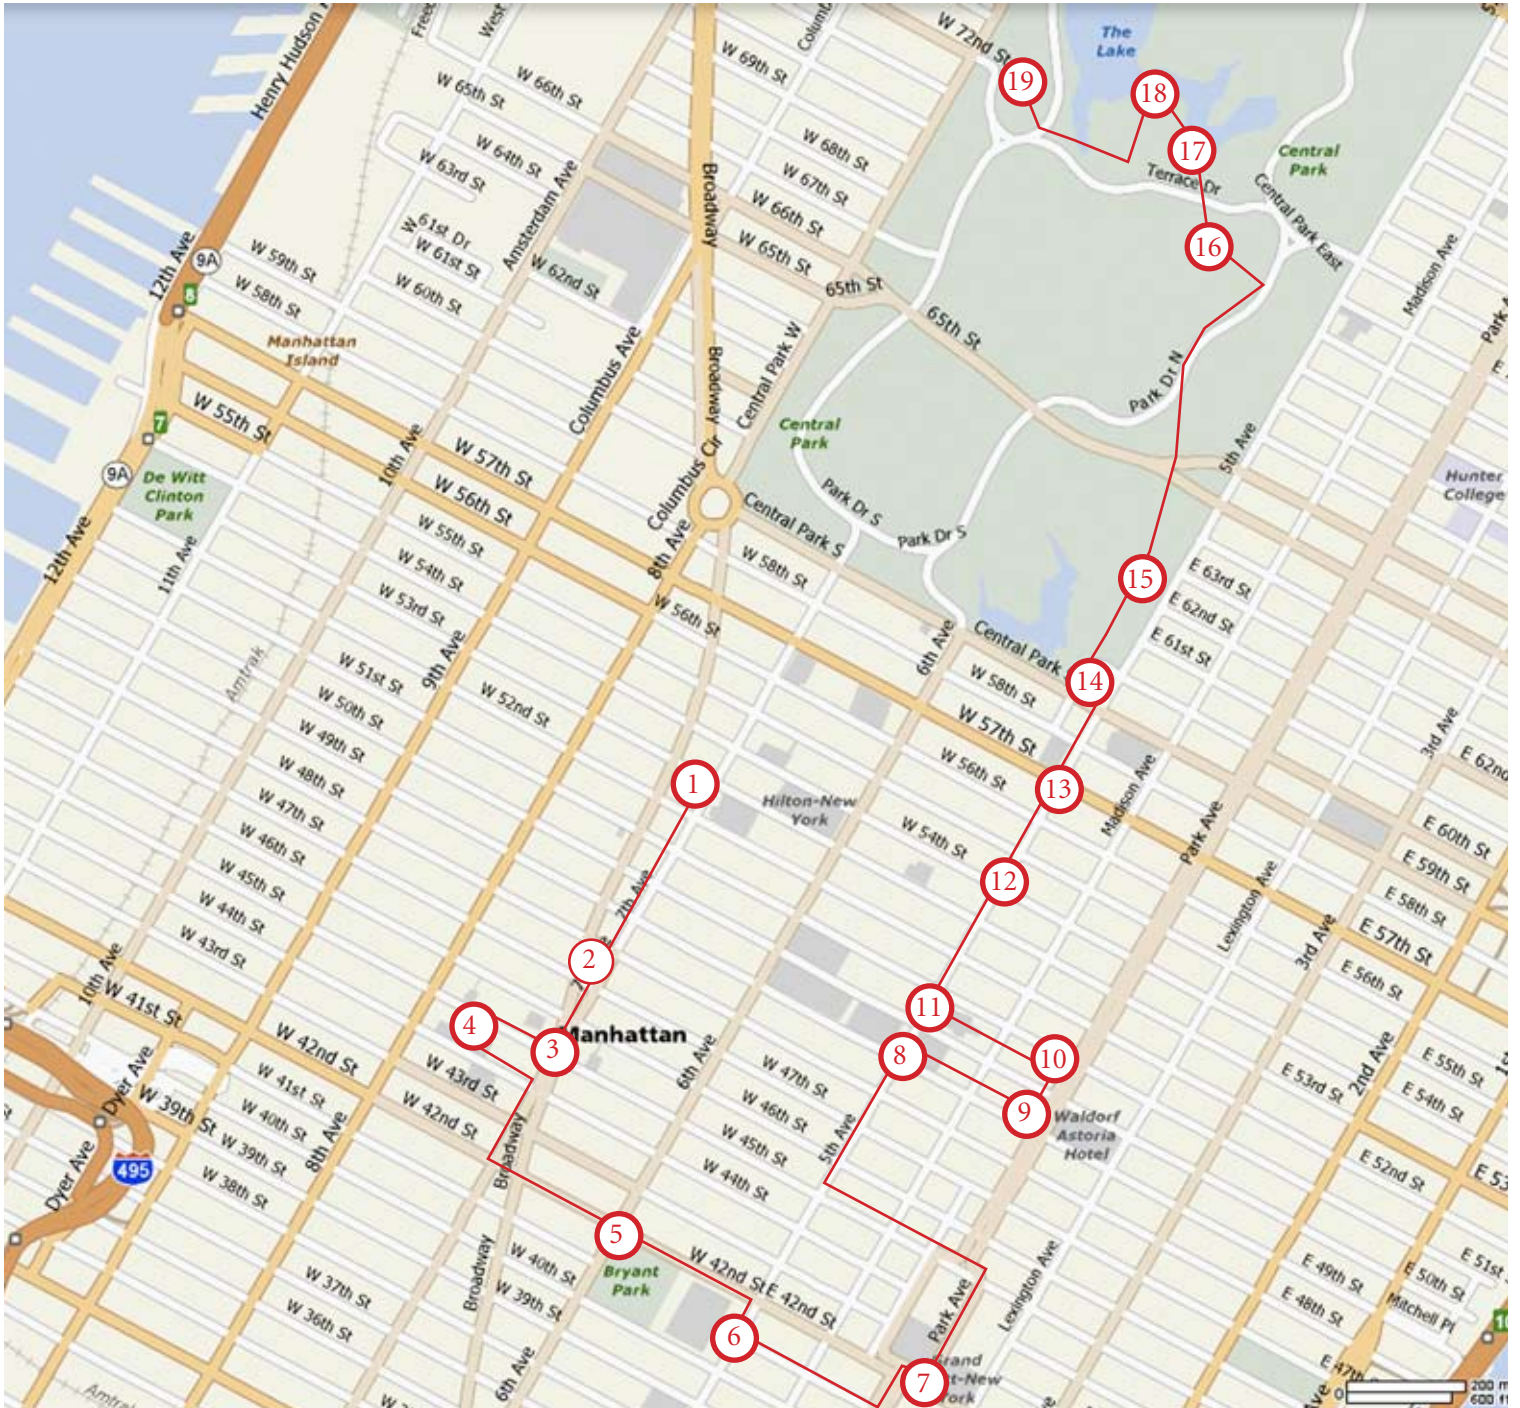 Henry Hudson
West
W 72nd St
The
Lake
W 69th St
W 66th St
W 65th St
19
18
W 64th St
W 68th St
17
Central
Park
W 63rd St
Broadway
W 67th St
Terrace Dr
Amsterdam Ave
W 66th St
Central Park East
W 61st Dr
W 61st St
W 65th St
16
Madison Ave
12th Ave
9A
W 59th St
W 62nd St
8
W 58th St
W 60th St
65th St
65th St
Manhattan
Island
Columbus Ave
Broadway
Central Park W
Park Dr N
7
W 55th St
10th Ave
W 57th St
Central
Park
5th Ave
9A
De Witt
Clinton
Park
W 56th St
Columbus Cir
Park Dr S
Hunter
College
Central Park S
Park Dr S
12th Ave
11th Ave
W 55th St
8th Ave
W 54th St
W 58th St
15
E 63rd St
W 53rd St
W 56th St
E 62nd St
9th Ave
6th Ave
Central Park
E 61st St
Amtrak
W 51st St
14
W 50th St
W 52nd St
W 58th St
W 49th St
W 57th St
3rd Ave
W 48th St
1
W 56th St
13
Madison Ave
E 62nd
W 47th St
Hilton-New
York
Park Ave
W 46th St
W 54th St
E 60th St
W 45th St
7th Ave
12
E 59th St
W 44th St
Lexington Ave
E 58th St
W 43rd St
2
3rd Ave
E 57th St
10th Ave
W 41st St
11
E 56th St
4
Manhattan
3
W 42nd St
8
10
Dyer Ave
W 43rd St
6th Ave
W 47th St
2nd Ave
E 55th St
W 41st St
E 53rd St
W 39th St
W 42nd St
W 46th St
9
E 54th St
W 40th St
Waldorf
Astoria
Hotel
8th Ave
W 39th St
Broadway
W 45th St
5th Ave
495
E 52nd St
E 53
Dyer Ave
W 38th St
W 44th St
5
W 40th St
Bryant
Park
W 42nd St
E 42nd St
Broadway
Lexington Ave
E 49th St
E 51st
E 50th St
W 37th St
W 39th St
Park Ave
E 48th St
W 36th St
6
Mitchell Pl
10
6th Ave
7
E 47th
Amtrak
0
200 m
600 ft